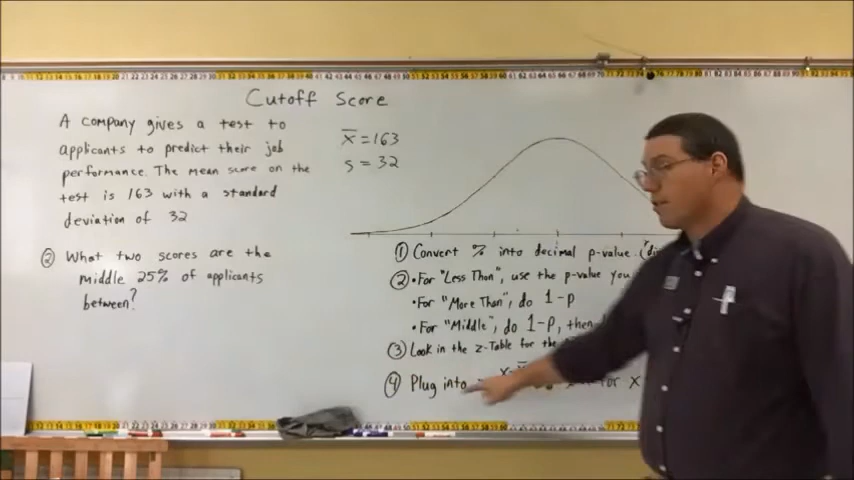 Cutoff Score
A company gives a test to
applicants to predict their job
performance. The mean score on the
test is 163 with a standard
deviation of 32
② What two scores are the
middle 25% of applicants
between?
x̄ = 163
s = 32
① Convert % into decimal p-value.
② • For "Less Than", use the p-value
• For "More Than", do 1-p
• For "Middle", do 1-p, then
③ Look in the z-Table for the
④ Plug into for x